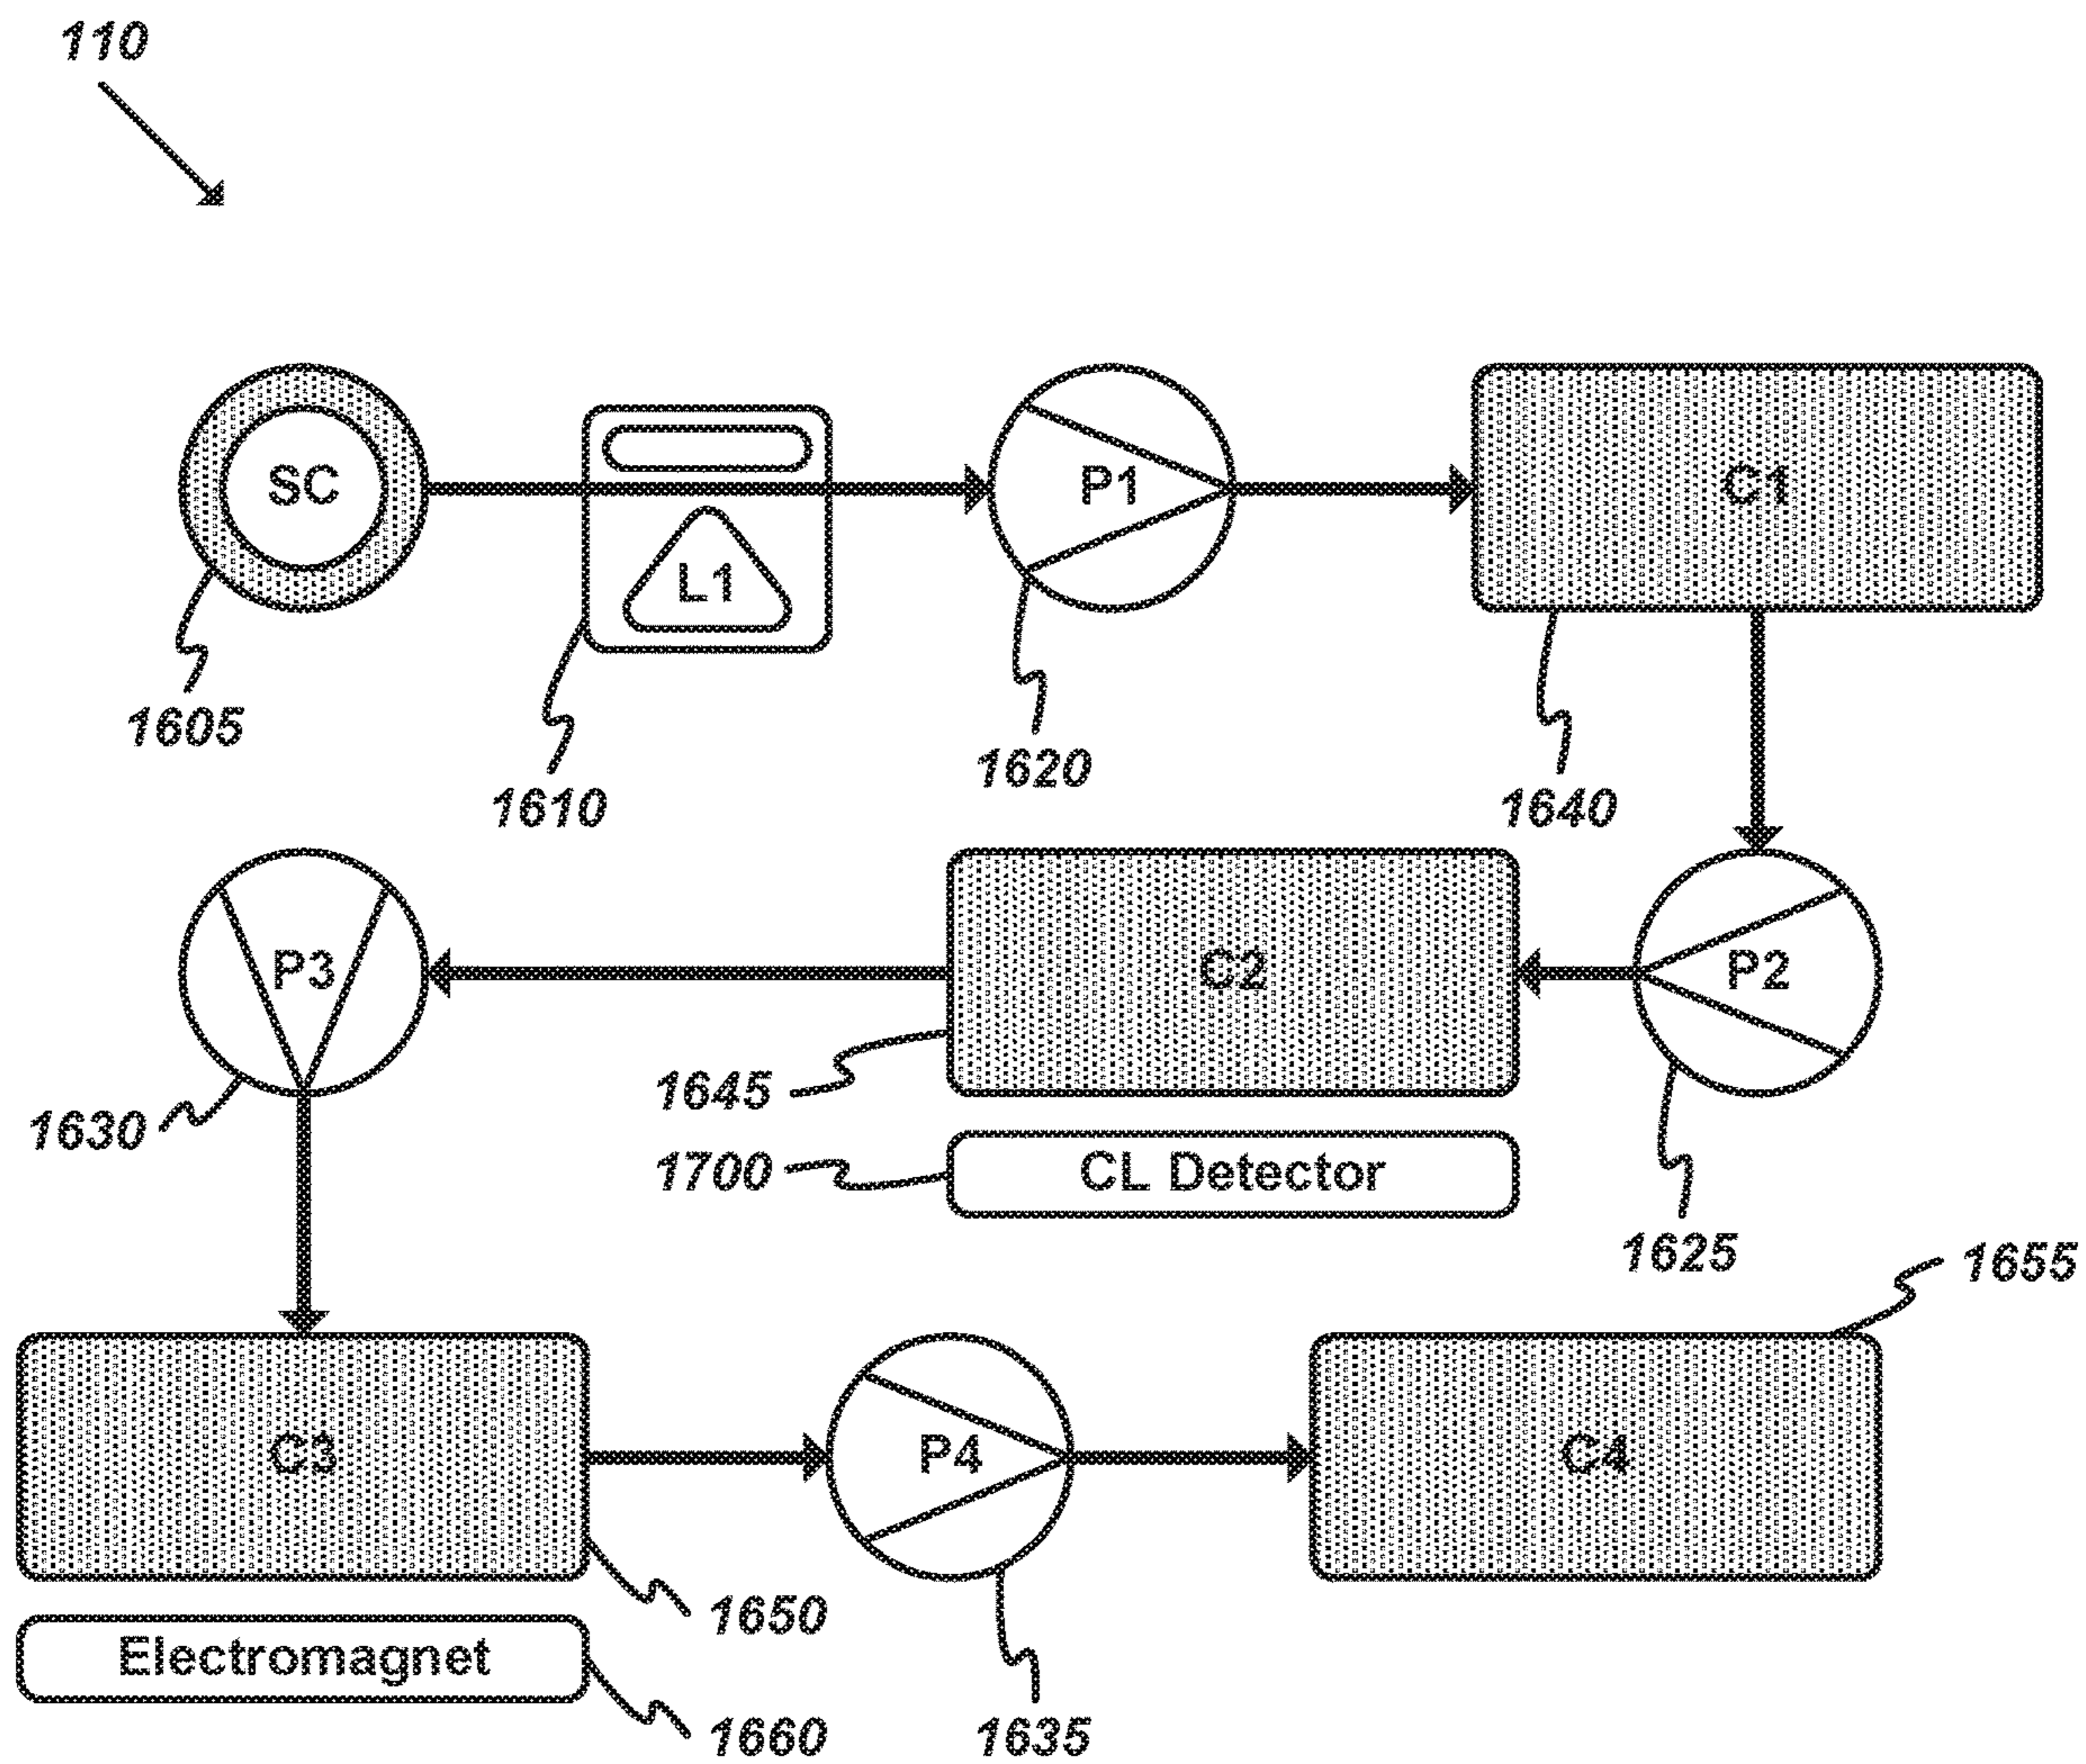 110
SC
L1
P1
C1
1605
1610
1620
1640
P3
C2
P2
1645
1630
1700
CL Detector
1625
1655
C3
P4
C4
1650
Electromagnet
1660
1635